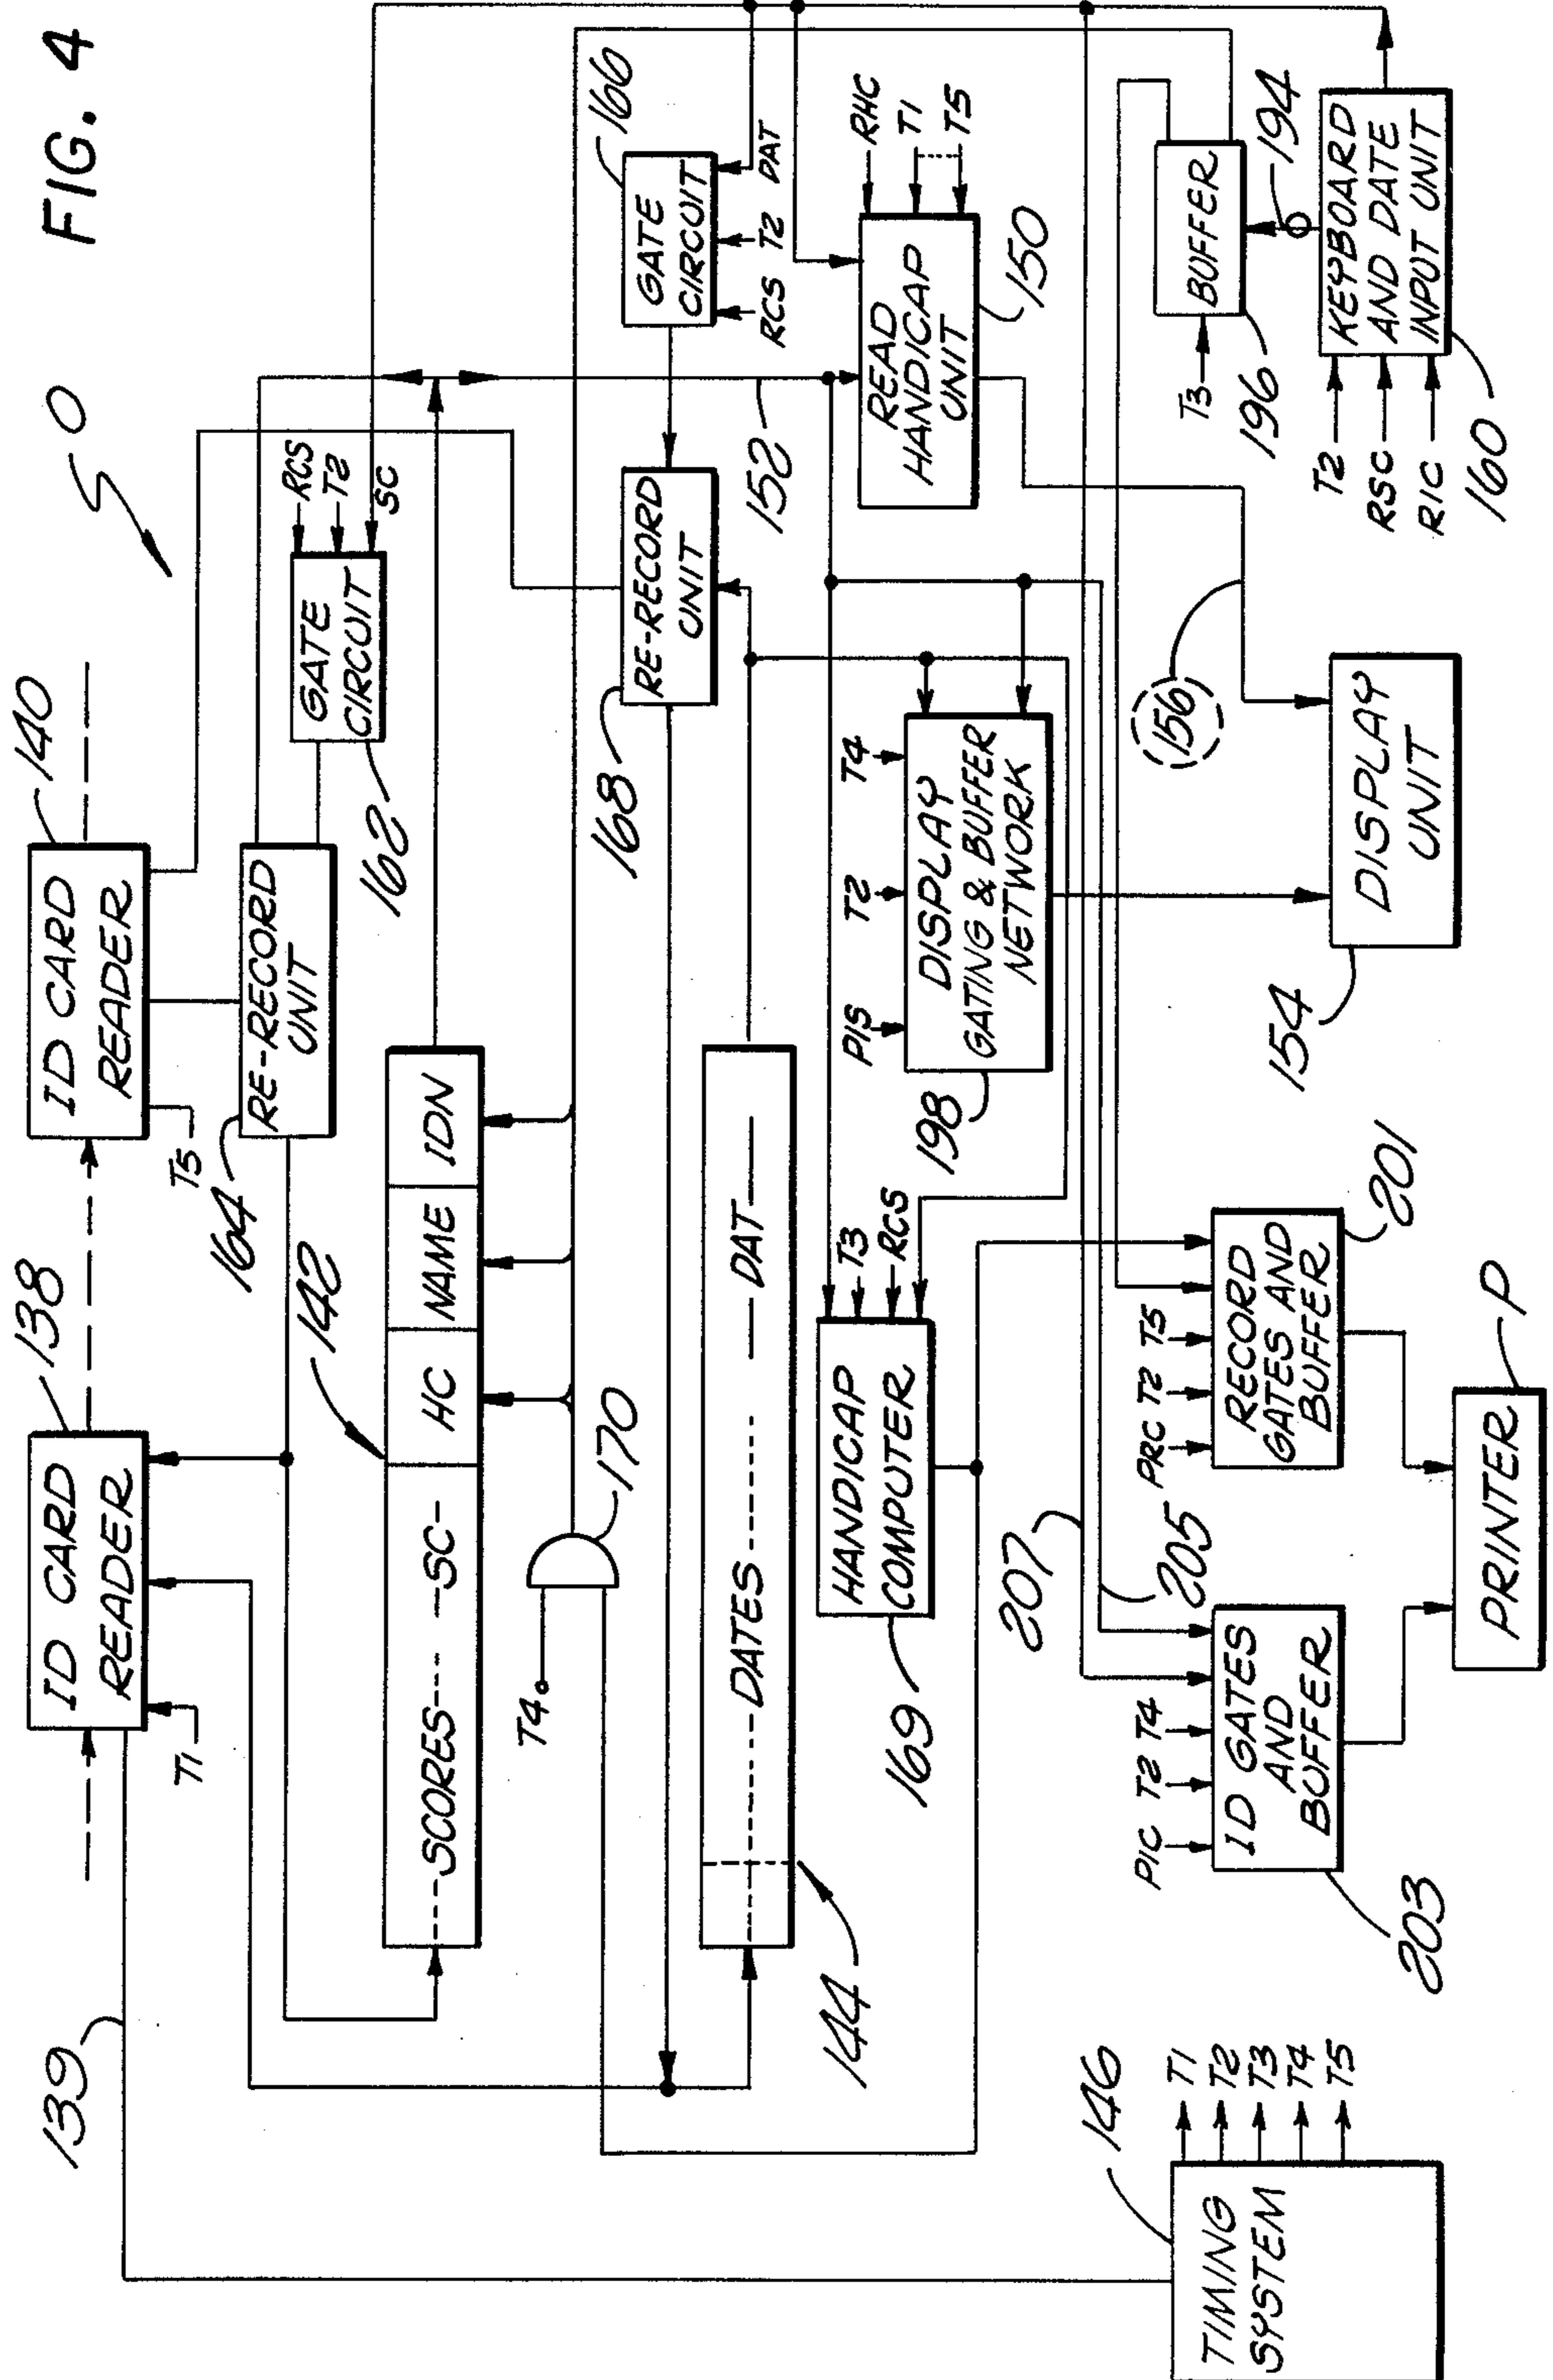 FIG. 4
O
139
138
140
ID CARD
READER
T1
ID CARD
READER
T5
164
RE-RECORD
UNIT
GATE
CIRCUIT
RCS
T2
SC
162
142
----SCORES--- ---SC-
HC
NAME
IDN
T4
170
168
RE-RECORD
UNIT
GATE
CIRCUIT
166
RCS
T2
DAT
152
144
----- DATES ----- ... DATES ----- DAT ---
READ
HANDICAP
UNIT
RHC
T1
T5
150
169
HANDICAP
COMPUTER
T3
RCS
198
DISPLAY
GATING & BUFFER
NETWORK
PIS
T2
T4
156
BUFFER
T3
196
194
KEYBOARD
AND DATE
INPUT UNIT
T2
RSC
RIC
160
207
205
146
TIMING
SYSTEM
T1
T2
T3
T4
T5
203
ID GATES
AND
BUFFER
PIC
T2
T4
RECORD
GATES AND
BUFFER
PRC
T2
T5
201
154
DISPLAY
UNIT
PRINTER
P